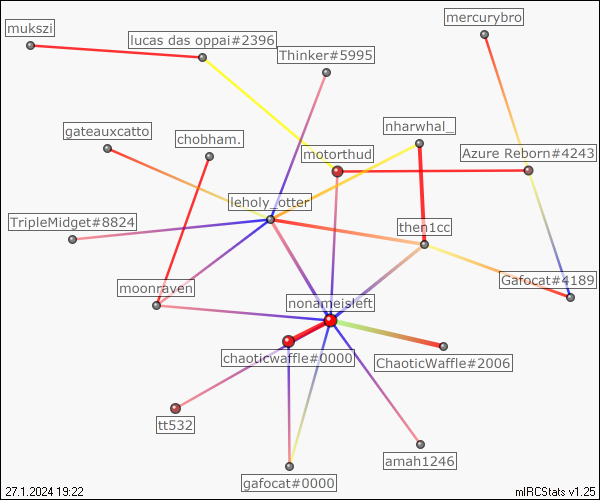 mercurybro
mukszi
lucas das oppai#2396
Thinker#5995
nharwhal_
gateauxcatto
chobham.
motorthud
Azure Reborn#4243
leholy_otter
TripleMidget#8824
then1cc
Gafocat#4189
moonraven
nonameisleft
chaoticwaffle#0000
ChaoticWaffle#2006
tt532
amah1246
gafocat#0000
27.1.2024 19:22
mIRCStats v1.25